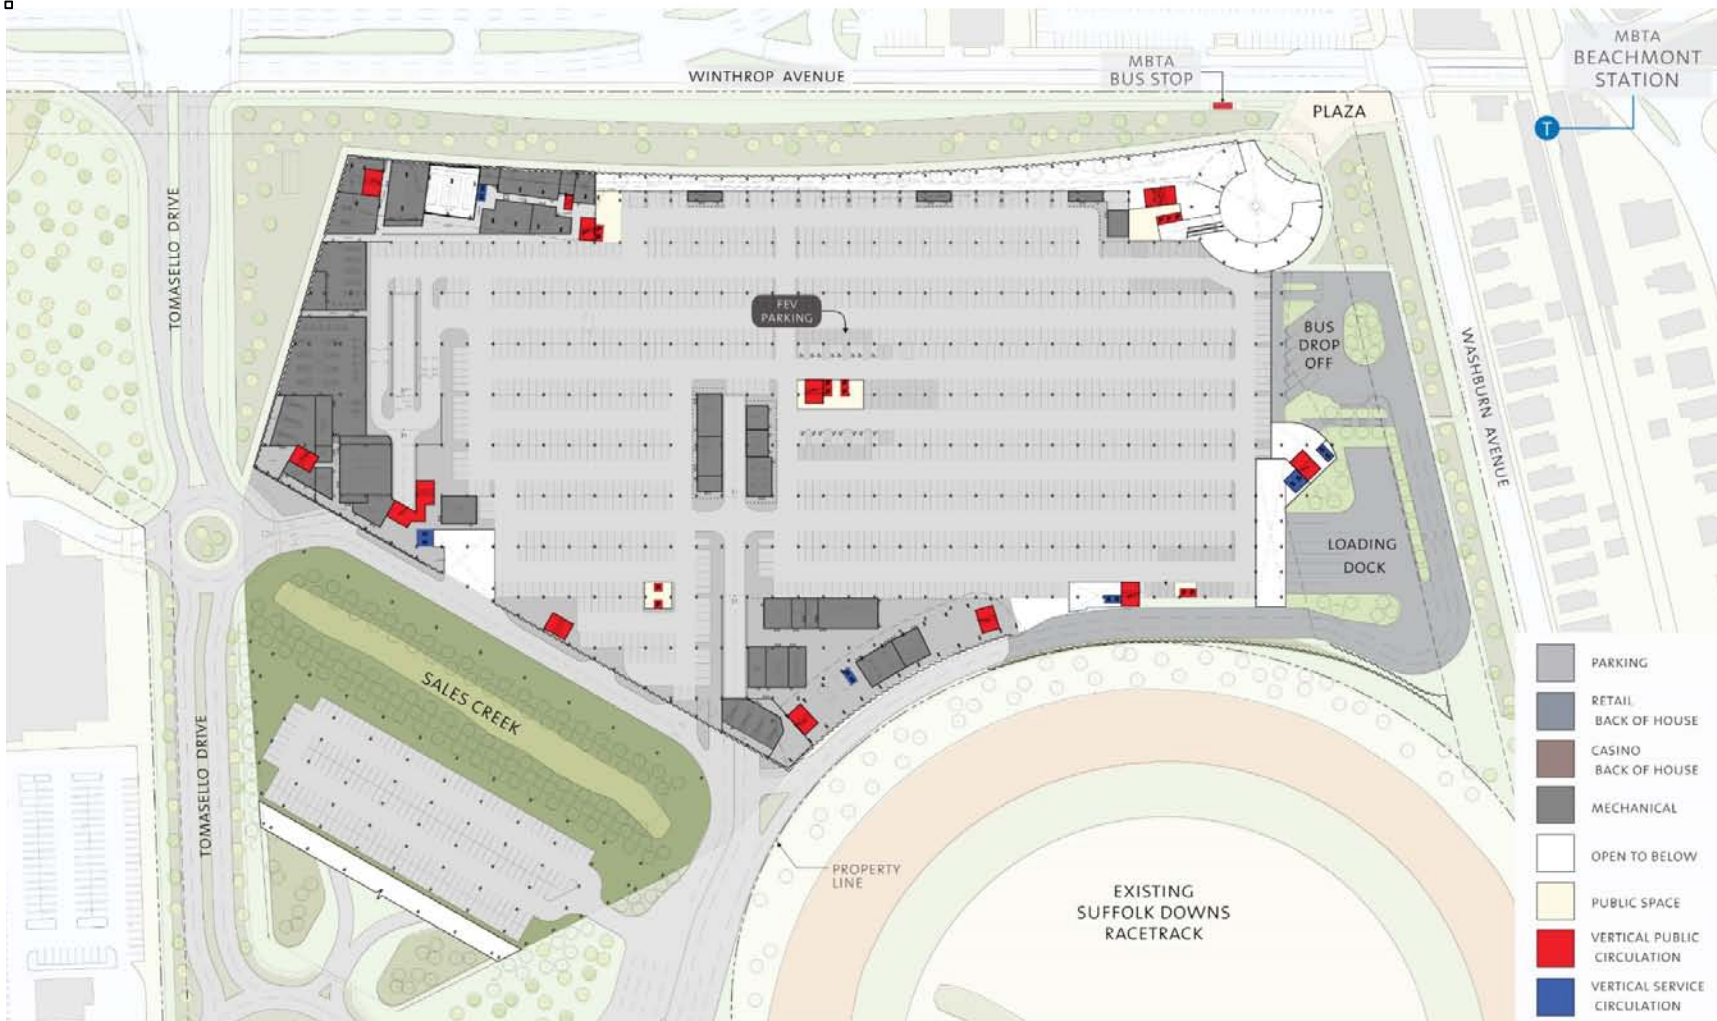 MBTA
BEACHMONT
STATION
WINTHROP AVENUE
MBTA
BUS STOP
PLAZA
TOMASELLO DRIVE
FEV
PARKING
BUS
DROP
OFF
WASHBURN AVENUE
LOADING
DOCK
SALES CREEK
TOMASELLO DRIVE
PROPERTY
LINE
EXISTING
SUFFOLK DOWNS
RACETRACK
T
PARKING
RETAIL
BACK OF HOUSE
CASINO
BACK OF HOUSE
MECHANICAL
OPEN TO BELOW
PUBLIC SPACE
VERTICAL PUBLIC
CIRCULATION
VERTICAL SERVICE
CIRCULATION